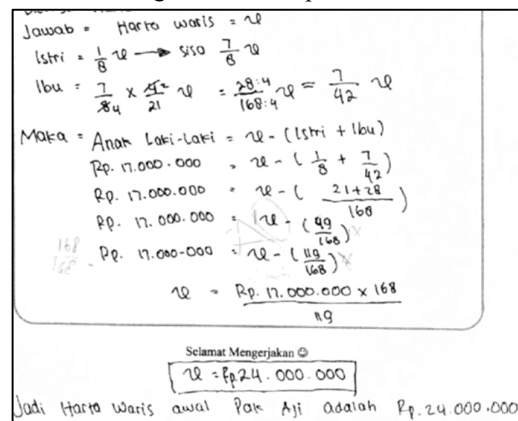 Jawab = Harta waris = x
Istri = 1/8 x → siso 7/8 x
Ibu = 7/84 x 4/21 x = 28:4/168:4 x = 7/42 x
Maka = Anak Laki-Laki = x - (Istri + Ibu)
Rp. 17.000.000 = x - (1/8 + 7/42)
Rp. 17.000.000 = x - (21+28/168)
Rp. 17.000.000 = 1x - (49/168)
Rp. 17.000-000 = x - (119/168)
x = Rp. 17.000.000 x 168/119
Selamat Mengerjakan ☺
x = Rp.24.000.000
Jadi Harta Waris awal Pak Aji adalah Rp.24.000.000